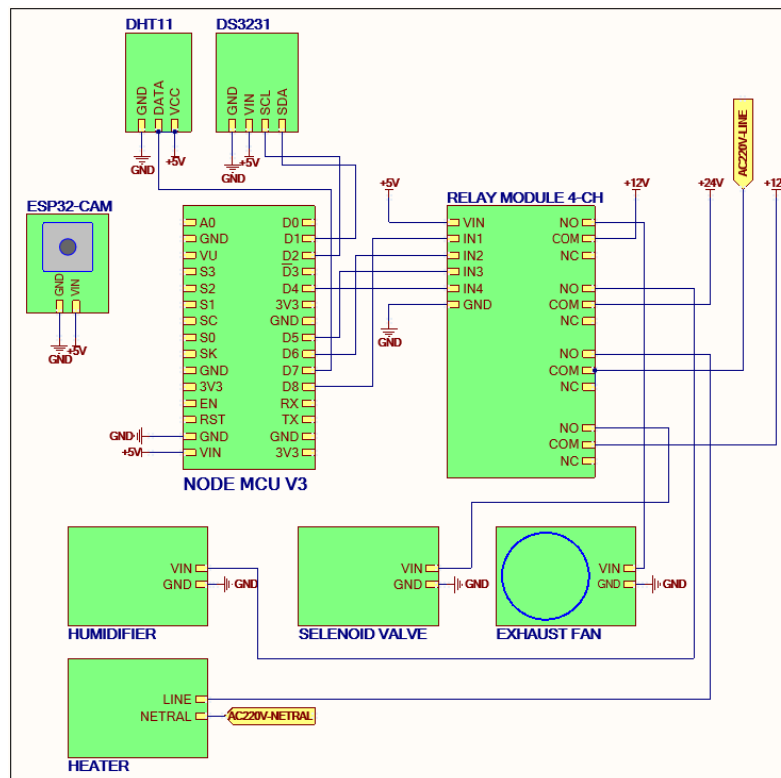 DHT11
DS3231
GND
DATA
VCC
GND
VIN
SCL
SDA
+5V
GND
+5V
GND
AC220V-LINE
+5V
+12V
+24V
+12
ESP32-CAM
RELAY MODULE 4-CH
GND
VIN
GND
+5V
A0
GND
VU
S3
S2
S1
SC
S0
SK
GND
3V3
EN
RST
GND
VIN
D0
D1
D2
D3
D4
3V3
GND
D5
D6
D7
D8
RX
TX
GND
3V3
GND
+5V
NODE MCU V3
VIN
IN1
IN2
IN3
IN4
GND
GND
NO
COM
NC
NO
COM
NC
NO
COM
NC
NO
COM
NC
VIN
GND
GND
HUMIDIFIER
VIN
GND
GND
SELENOID VALVE
VIN
GND
GND
EXHAUST FAN
LINE
NETRAL
AC220V-NETRAL
HEATER